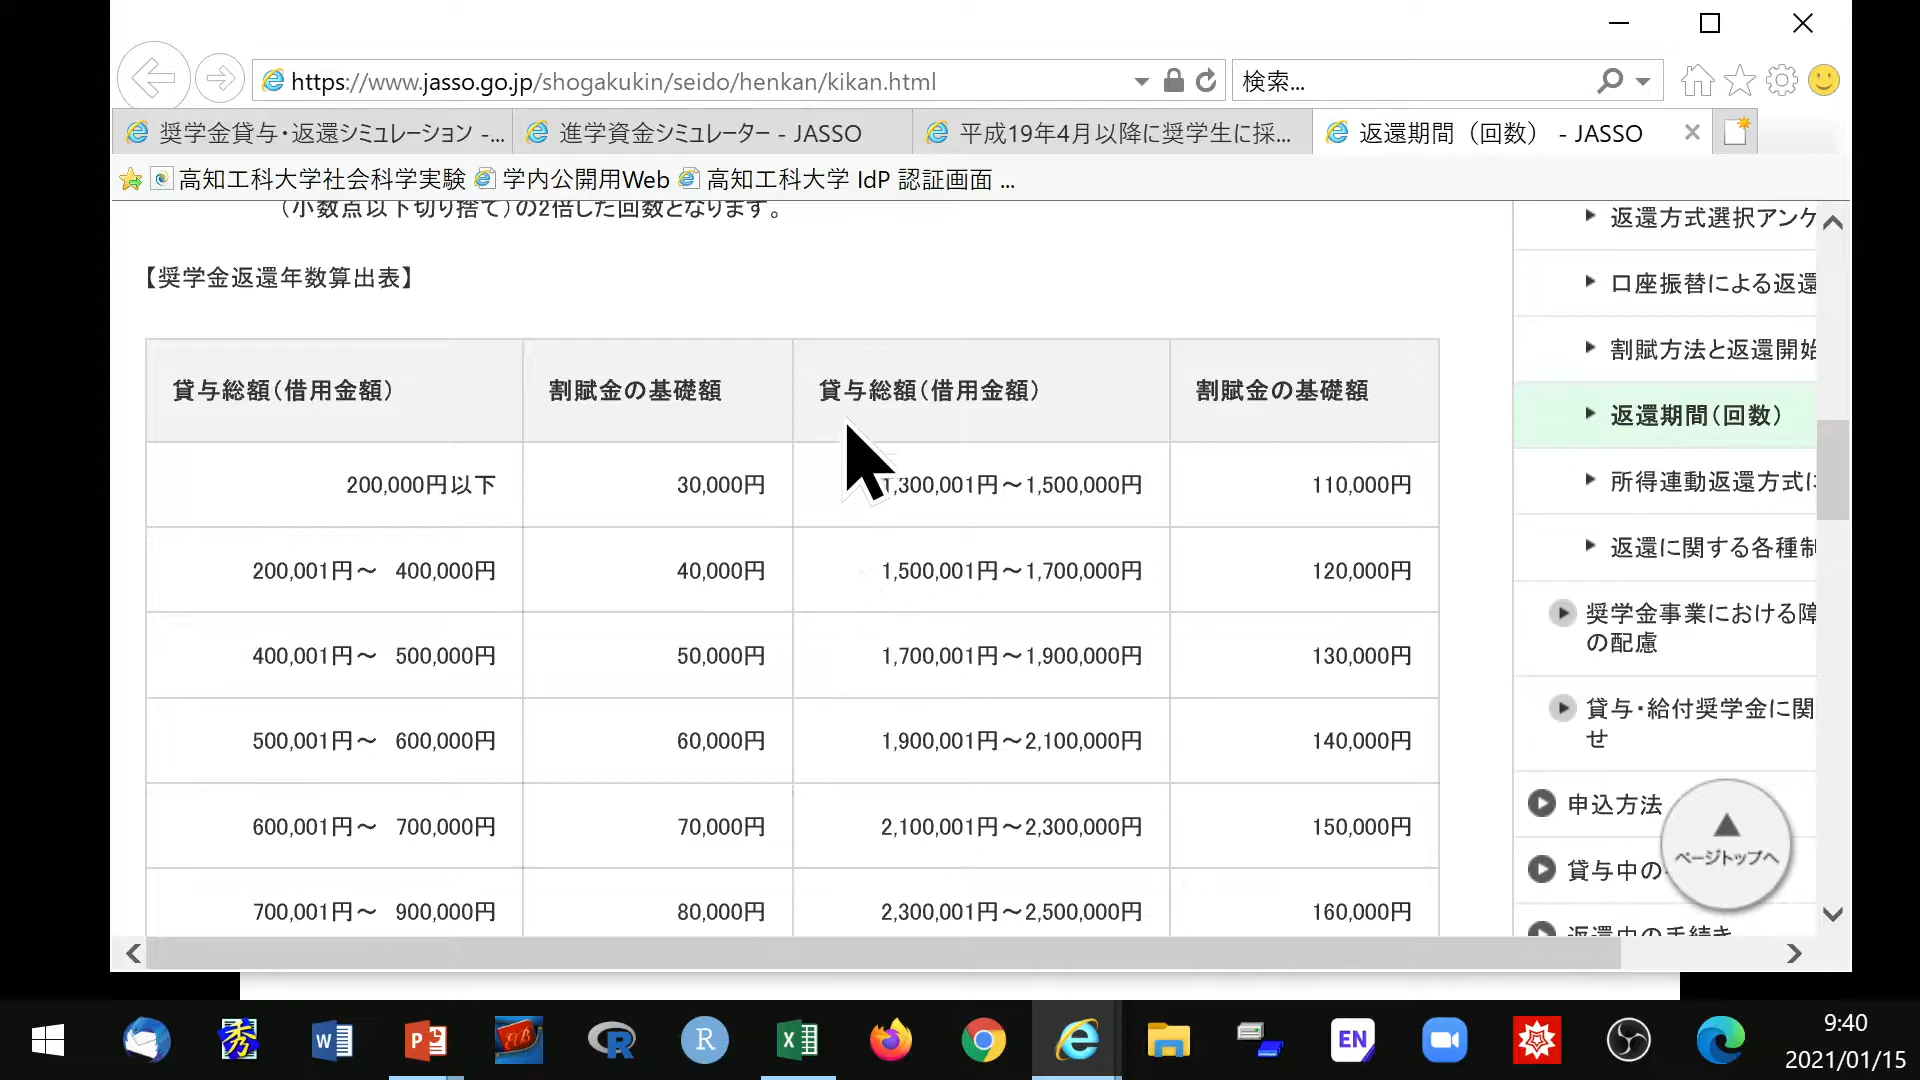 https://www.jasso.go.jp/shogakukin/seido/henkan/kikan.html
検索...
奨学金貸与・返還シミュレーション -...
進学資金シミュレーター - JASSO
平成19年4月以降に奨学生に採...
返還期間（回数） - JASSO
高知工科大学社会科学実験
学内公開用Web
高知工科大学 IdP 認証画面 ...
（小数点以下切り捨て）の2倍した回数となります。
【奨学金返還年数算出表】
貸与総額（借用金額） 割賦金の基礎額 貸与総額（借用金額） 割賦金の基礎額
200,000円以下 30,000円 1,300,001円～1,500,000円 110,000円
200,001円～ 400,000円 40,000円 1,500,001円～1,700,000円 120,000円
400,001円～ 500,000円 50,000円 1,700,001円～1,900,000円 130,000円
500,001円～ 600,000円 60,000円 1,900,001円～2,100,000円 140,000円
600,001円～ 700,000円 70,000円 2,100,001円～2,300,000円 150,000円
700,001円～ 900,000円 80,000円 2,300,001円～2,500,000円 160,000円
返還方式選択アンケ
口座振替による返還
割賦方法と返還開始
返還期間（回数）
所得連動返還方式に
返還に関する各種制
奨学金事業における障
の配慮
貸与・給付奨学金に関
せ
申込方法
貸与中の
返還中の手続き
ページトップへ
EN
9:40
2021/01/15